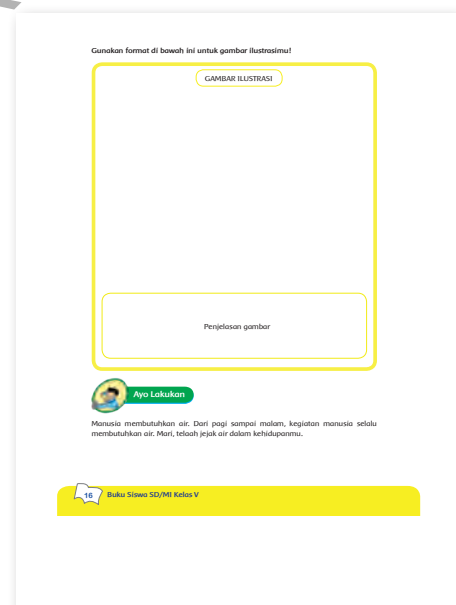 Gunakan format di bawah ini untuk gambar ilustrasimu!
GAMBAR ILUSTRASI
Penjelasan gambar
Ayo Lakukan
Manusia membutuhkan air. Dari pagi sampai malam, kegiatan manusia selalu
membutuhkan air. Mari, telaah jejak air dalam kehidupanmu.
16
Buku Siswa SD/MI Kelas V